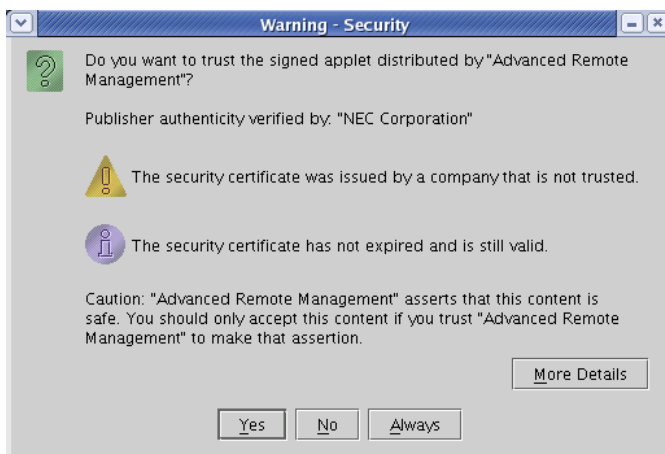 Warning - Security
Do you want to trust the signed applet distributed by "Advanced Remote
Management"?
Publisher authenticity verified by: "NEC Corporation"
The security certificate was issued by a company that is not trusted.
The security certificate has not expired and is still valid.
Caution: "Advanced Remote Management" asserts that this content is
safe. You should only accept this content if you trust "Advanced Remote
Management" to make that assertion.
More Details
Yes No Always